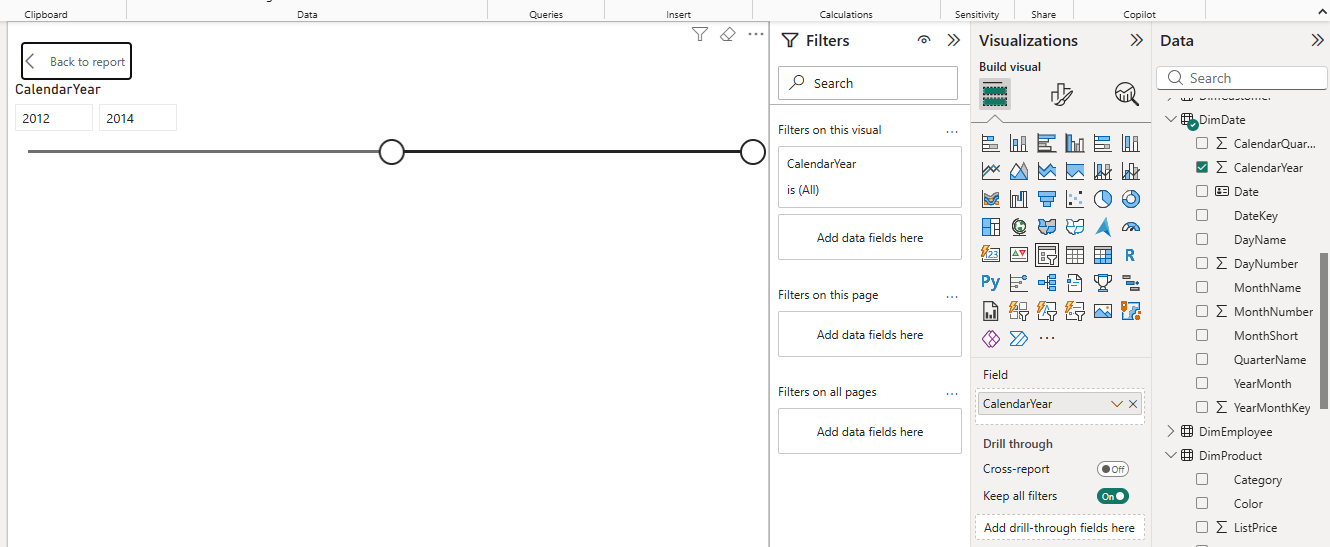 Clipboard
Data
Queries
Insert
Calculations
Sensitivity
Share
Copilot
Back to report
CalendarYear
2012
2014
Filters
Search
Filters on this visual
...
CalendarYear
is (All)
Add data fields here
Filters on this page
...
Add data fields here
Filters on all pages
...
Add data fields here
Visualizations
Build visual
123
R
Py
...
Field
CalendarYear
Drill through
Cross-report
Off
Keep all filters
On
Add drill-through fields here
Data
Search
DimCustomer
DimDate
CalendarQuar...
CalendarYear
Date
DateKey
DayName
DayNumber
MonthName
MonthNumber
MonthShort
QuarterName
YearMonth
YearMonthKey
DimEmployee
DimProduct
Category
Color
ListPrice